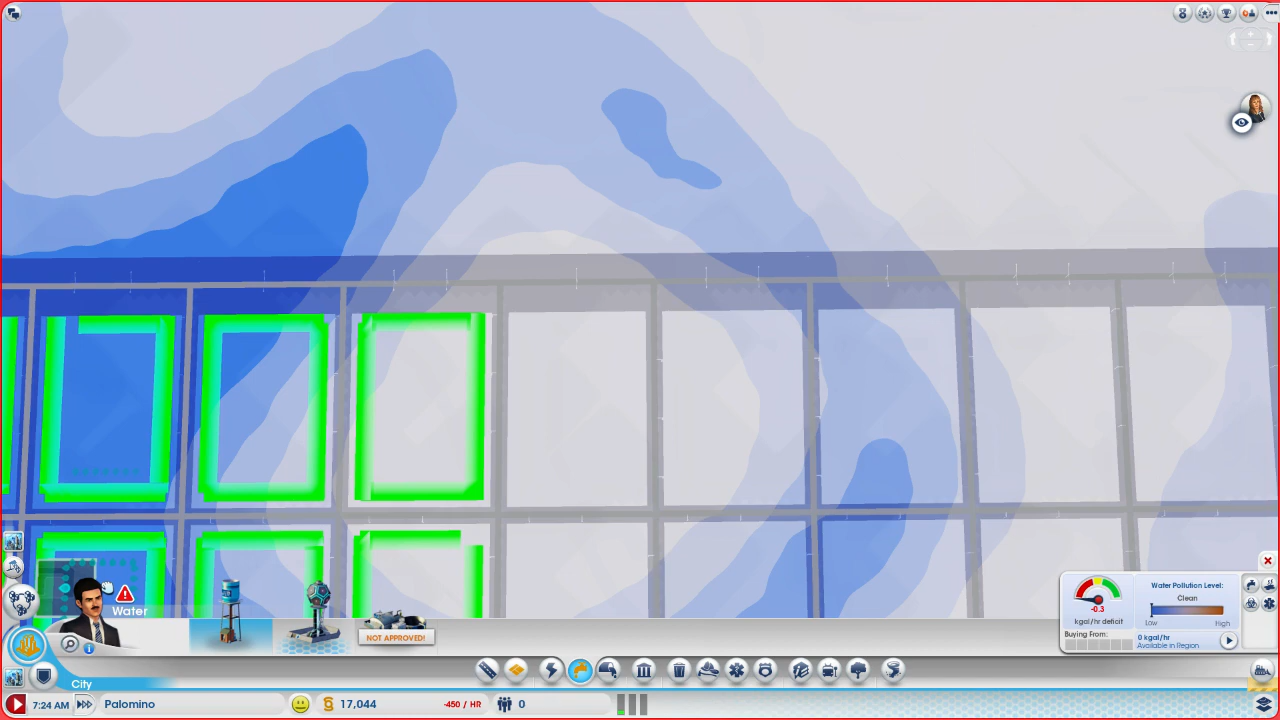 Water
NOT APPROVED!
-0.3
kgal/hr deficit
Buying From:
Water Pollution Level:
Clean
Low
High
0 kgal/hr
Available in Region
City
7:24 AM
Palomino
17,044
-450 / HR
0